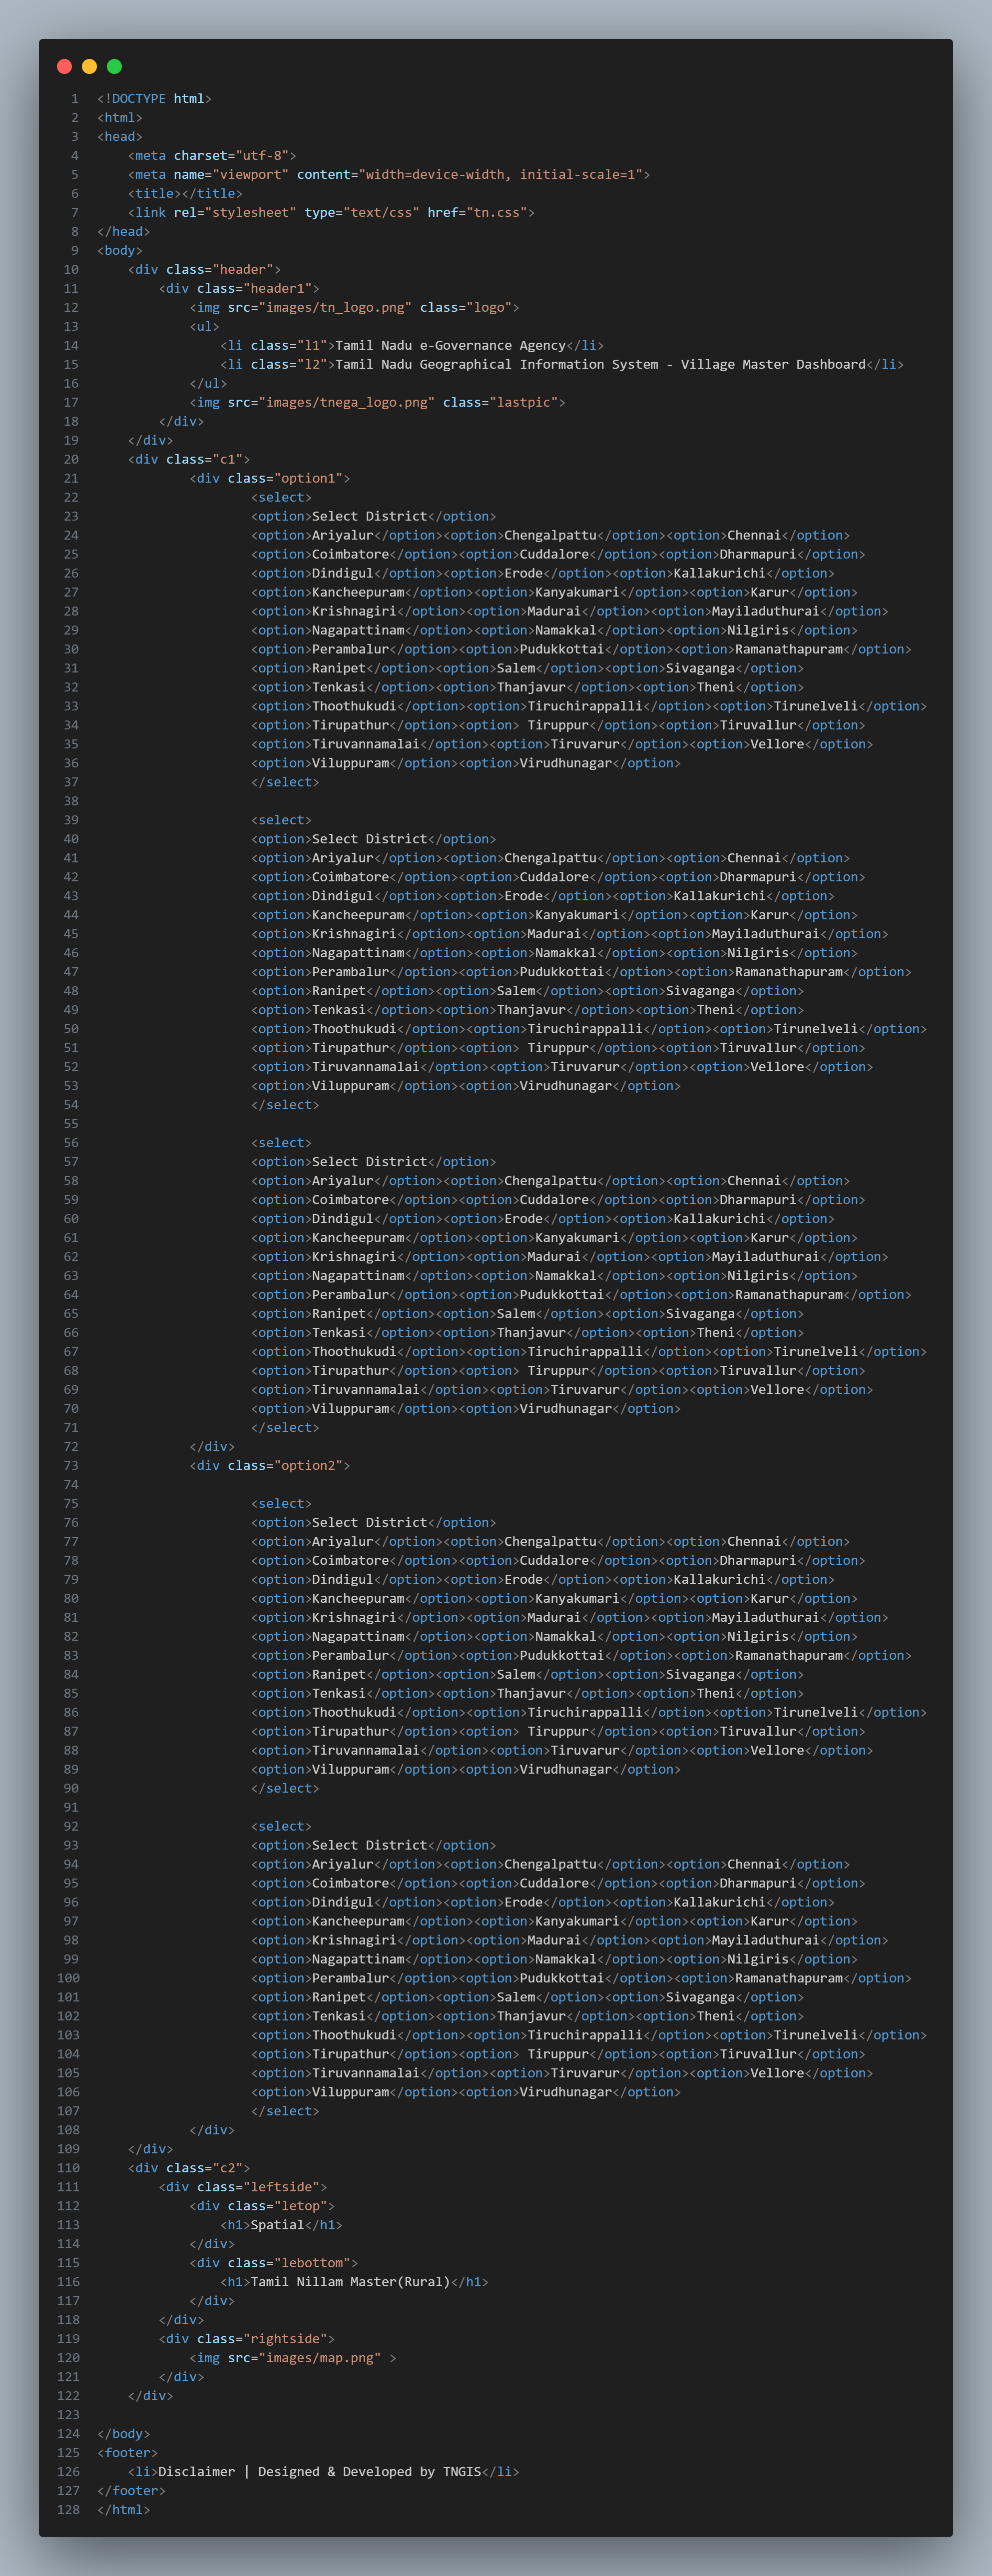 1 <!DOCTYPE html>
2 <html>
3 <head>
4     <meta charset="utf-8">
5     <meta name="viewport" content="width=device-width, initial-scale=1">
6     <title></title>
7     <link rel="stylesheet" type="text/css" href="tn.css">
8 </head>
9 <body>
10     <div class="header">
11         <div class="header1">
12             <img src="images/tn_logo.png" class="logo">
13             <ul>
14                 <li class="l1">Tamil Nadu e-Governance Agency</li>
15                 <li class="l2">Tamil Nadu Geographical Information System - Village Master Dashboard</li>
16             </ul>
17             <img src="images/tnega_logo.png" class="lastpic">
18         </div>
19     </div>
20     <div class="c1">
21             <div class="option1">
22                     <select>
23                     <option>Select District</option>
24                     <option>Ariyalur</option><option>Chengalpattu</option><option>Chennai</option>
25                     <option>Coimbatore</option><option>Cuddalore</option><option>Dharmapuri</option>
26                     <option>Dindigul</option><option>Erode</option><option>Kallakurichi</option>
27                     <option>Kancheepuram</option><option>Kanyakumari</option><option>Karur</option>
28                     <option>Krishnagiri</option><option>Madurai</option><option>Mayiladuthurai</option>
29                     <option>Nagapattinam</option><option>Namakkal</option><option>Nilgiris</option>
30                     <option>Perambalur</option><option>Pudukkottai</option><option>Ramanathapuram</option>
31                     <option>Ranipet</option><option>Salem</option><option>Sivaganga</option>
32                     <option>Tenkasi</option><option>Thanjavur</option><option>Theni</option>
33                     <option>Thoothukudi</option><option>Tiruchirappalli</option><option>Tirunelveli</option>
34                     <option>Tirupathur</option><option> Tiruppur</option><option>Tiruvallur</option>
35                     <option>Tiruvannamalai</option><option>Tiruvarur</option><option>Vellore</option>
36                     <option>Viluppuram</option><option>Virudhunagar</option>
37                     </select>
38
39                     <select>
40                     <option>Select District</option>
41                     <option>Ariyalur</option><option>Chengalpattu</option><option>Chennai</option>
42                     <option>Coimbatore</option><option>Cuddalore</option><option>Dharmapuri</option>
43                     <option>Dindigul</option><option>Erode</option><option>Kallakurichi</option>
44                     <option>Kancheepuram</option><option>Kanyakumari</option><option>Karur</option>
45                     <option>Krishnagiri</option><option>Madurai</option><option>Mayiladuthurai</option>
46                     <option>Nagapattinam</option><option>Namakkal</option><option>Nilgiris</option>
47                     <option>Perambalur</option><option>Pudukkottai</option><option>Ramanathapuram</option>
48                     <option>Ranipet</option><option>Salem</option><option>Sivaganga</option>
49                     <option>Tenkasi</option><option>Thanjavur</option><option>Theni</option>
50                     <option>Thoothukudi</option><option>Tiruchirappalli</option><option>Tirunelveli</option>
51                     <option>Tirupathur</option><option> Tiruppur</option><option>Tiruvallur</option>
52                     <option>Tiruvannamalai</option><option>Tiruvarur</option><option>Vellore</option>
53                     <option>Viluppuram</option><option>Virudhunagar</option>
54                     </select>
55
56                     <select>
57                     <option>Select District</option>
58                     <option>Ariyalur</option><option>Chengalpattu</option><option>Chennai</option>
59                     <option>Coimbatore</option><option>Cuddalore</option><option>Dharmapuri</option>
60                     <option>Dindigul</option><option>Erode</option><option>Kallakurichi</option>
61                     <option>Kancheepuram</option><option>Kanyakumari</option><option>Karur</option>
62                     <option>Krishnagiri</option><option>Madurai</option><option>Mayiladuthurai</option>
63                     <option>Nagapattinam</option><option>Namakkal</option><option>Nilgiris</option>
64                     <option>Perambalur</option><option>Pudukkottai</option><option>Ramanathapuram</option>
65                     <option>Ranipet</option><option>Salem</option><option>Sivaganga</option>
66                     <option>Tenkasi</option><option>Thanjavur</option><option>Theni</option>
67                     <option>Thoothukudi</option><option>Tiruchirappalli</option><option>Tirunelveli</option>
68                     <option>Tirupathur</option><option> Tiruppur</option><option>Tiruvallur</option>
69                     <option>Tiruvannamalai</option><option>Tiruvarur</option><option>Vellore</option>
70                     <option>Viluppuram</option><option>Virudhunagar</option>
71                     </select>
72             </div>
73             <div class="option2">
74
75                     <select>
76                     <option>Select District</option>
77                     <option>Ariyalur</option><option>Chengalpattu</option><option>Chennai</option>
78                     <option>Coimbatore</option><option>Cuddalore</option><option>Dharmapuri</option>
79                     <option>Dindigul</option><option>Erode</option><option>Kallakurichi</option>
80                     <option>Kancheepuram</option><option>Kanyakumari</option><option>Karur</option>
81                     <option>Krishnagiri</option><option>Madurai</option><option>Mayiladuthurai</option>
82                     <option>Nagapattinam</option><option>Namakkal</option><option>Nilgiris</option>
83                     <option>Perambalur</option><option>Pudukkottai</option><option>Ramanathapuram</option>
84                     <option>Ranipet</option><option>Salem</option><option>Sivaganga</option>
85                     <option>Tenkasi</option><option>Thanjavur</option><option>Theni</option>
86                     <option>Thoothukudi</option><option>Tiruchirappalli</option><option>Tirunelveli</option>
87                     <option>Tirupathur</option><option> Tiruppur</option><option>Tiruvallur</option>
88                     <option>Tiruvannamalai</option><option>Tiruvarur</option><option>Vellore</option>
89                     <option>Viluppuram</option><option>Virudhunagar</option>
90                     </select>
91
92                     <select>
93                     <option>Select District</option>
94                     <option>Ariyalur</option><option>Chengalpattu</option><option>Chennai</option>
95                     <option>Coimbatore</option><option>Cuddalore</option><option>Dharmapuri</option>
96                     <option>Dindigul</option><option>Erode</option><option>Kallakurichi</option>
97                     <option>Kancheepuram</option><option>Kanyakumari</option><option>Karur</option>
98                     <option>Krishnagiri</option><option>Madurai</option><option>Mayiladuthurai</option>
99                     <option>Nagapattinam</option><option>Namakkal</option><option>Nilgiris</option>
100                     <option>Perambalur</option><option>Pudukkottai</option><option>Ramanathapuram</option>
101                     <option>Ranipet</option><option>Salem</option><option>Sivaganga</option>
102                     <option>Tenkasi</option><option>Thanjavur</option><option>Theni</option>
103                     <option>Thoothukudi</option><option>Tiruchirappalli</option><option>Tirunelveli</option>
104                     <option>Tirupathur</option><option> Tiruppur</option><option>Tiruvallur</option>
105                     <option>Tiruvannamalai</option><option>Tiruvarur</option><option>Vellore</option>
106                     <option>Viluppuram</option><option>Virudhunagar</option>
107                     </select>
108             </div>
109     </div>
110     <div class="c2">
111         <div class="leftside">
112             <div class="letop">
113                 <h1>Spatial</h1>
114             </div>
115             <div class="lebottom">
116                 <h1>Tamil Nillam Master(Rural)</h1>
117             </div>
118         </div>
119         <div class="rightside">
120             <img src="images/map.png" >
121         </div>
122     </div>
123
124 </body>
125 <footer>
126     <li>Disclaimer | Designed & Developed by TNGIS</li>
127 </footer>
128 </html>